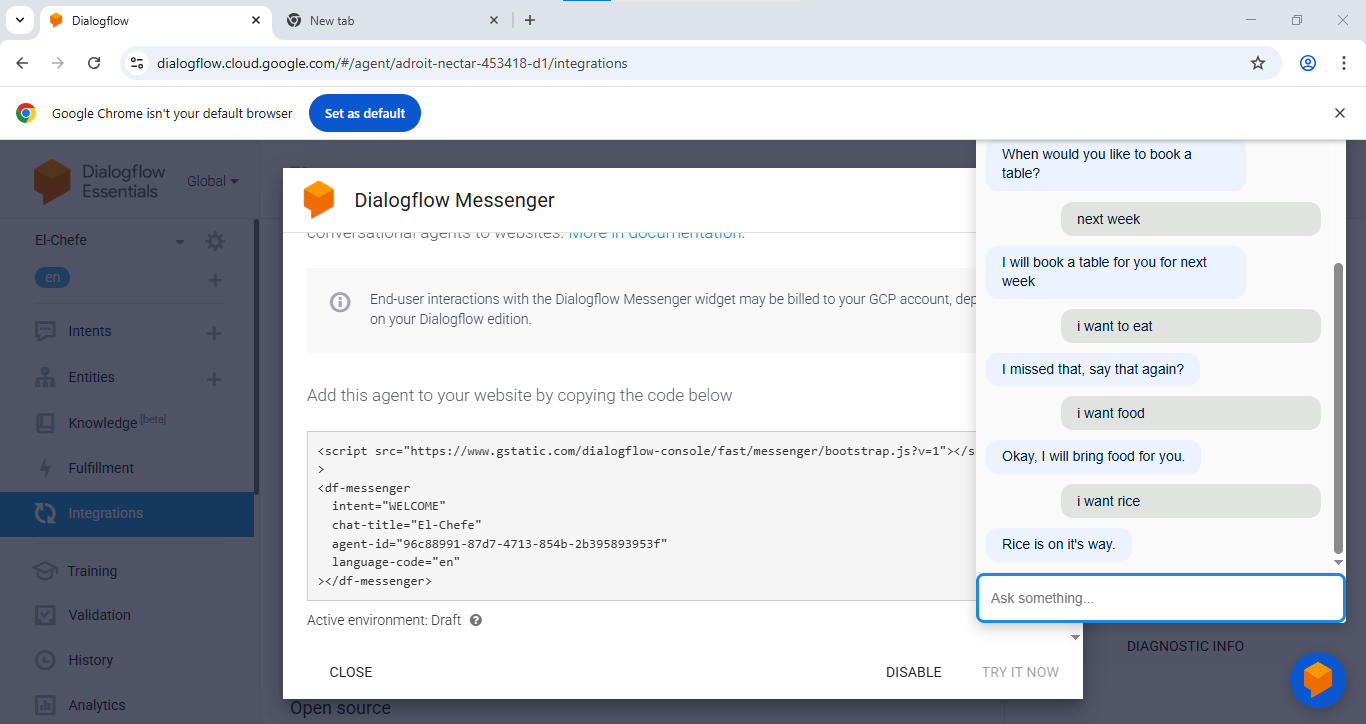 Dialogflow
New tab
dialogflow.cloud.google.com/#/agent/adroit-nectar-453418-d1/integrations
Google Chrome isn't your default browser
Set as default
Dialogflow
Essentials
Global
El-Chefe
en
Intents
Entities
Knowledge [beta]
Fulfillment
Integrations
Training
Validation
History
Analytics
Dialogflow Messenger
conversational agents to websites. More in documentation.
End-user interactions with the Dialogflow Messenger widget may be billed to your GCP account, dep
on your Dialogflow edition.
Add this agent to your website by copying the code below
<script src="https://www.gstatic.com/dialogflow-console/fast/messenger/bootstrap.js?v=1"></s
>
<df-messenger
intent="WELCOME"
chat-title="El-Chefe"
agent-id="96c88991-87d7-4713-854b-2b395893953f"
language-code="en"
></df-messenger>
Active environment: Draft
CLOSE
DISABLE
TRY IT NOW
Open source
When would you like to book a
table?
next week
I will book a table for you for next
week
i want to eat
I missed that, say that again?
i want food
Okay, I will bring food for you.
i want rice
Rice is on it's way.
Ask something...
DIAGNOSTIC INFO